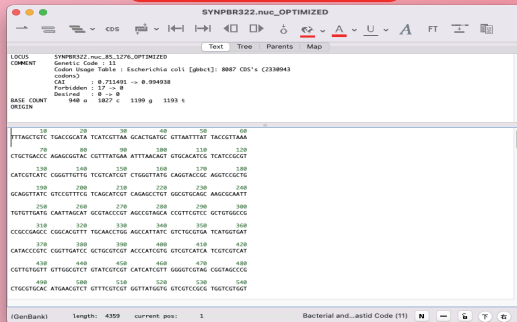 SYNPBR322.nuc_OPTIMIZED
CDS A U A FT
Text Tree Parents Map
LOCUS SYNPBR322.nuc_85_1276_OPTIMIZED
COMMENT Genetic Code : 11
Codon Usage Table : Escherichia coli [gbbct]: 8087 CDS's (2330943
codons)
CAI : 0.711491 -> 0.994938
Forbidden : 17 -> 0
Desired : 0 -> 0
BASE COUNT 940 a 1027 c 1199 g 1193 t
ORIGIN
10 20 30 40 50 60
TTTAGCTGTC TGACCGCATA TCATCGTTAA GCACTGATGC GTTAATTTAT TACCGTTAAA
70 80 90 100 110 120
CTGCTGACCC AGAGCGGTAC CGTTTATGAA ATTTAACAGT GTGCACATCG TCATCCGCGT
130 140 150 160 170 180
CATCGTCATC CGGGTTGTTG TCGTCATCGT CTGGGTTATG CAGGTACCGC AGGTCCGCTG
190 200 210 220 230 240
GCAGGTTATC GTCCGTTTCG TCAGCATCGT CAGAGCCTGT GGCGTGCAGC AAGCGCAATT
250 260 270 280 290 300
TGTGTTGATG CAATTAGCAT GCGTACCCGT AGCCGTAGCA CCGTTCGTCC GCTGTGGCCG
310 320 330 340 350 360
CCGCCGAGCC CGGCACGTTT TGCAACCTGG AGCCATTATC GTCTGCGTGA TCATGGTGAT
370 380 390 400 410 420
CATACCCGTC CGGTTGATCC GCTGCGTCGT ACCCATCGTG GTCGTCATCA TCGTCGTCAT
430 440 450 460 470 480
CGTTGTGGTT GTTGGCGTCT GTATCGTCGT CATCATCGTT GGGGTCGTAG CGGTAGCCCG
490 500 510 520 530 540
CTGCGTGCAC ATGAACGTCT GTTTCGTCGT GGTTATGGTG GTCGTCCGCG TGGTCGTGGT
(GenBank) length: 4359 current pos: 1 Bacterial and...astid Code (11) N